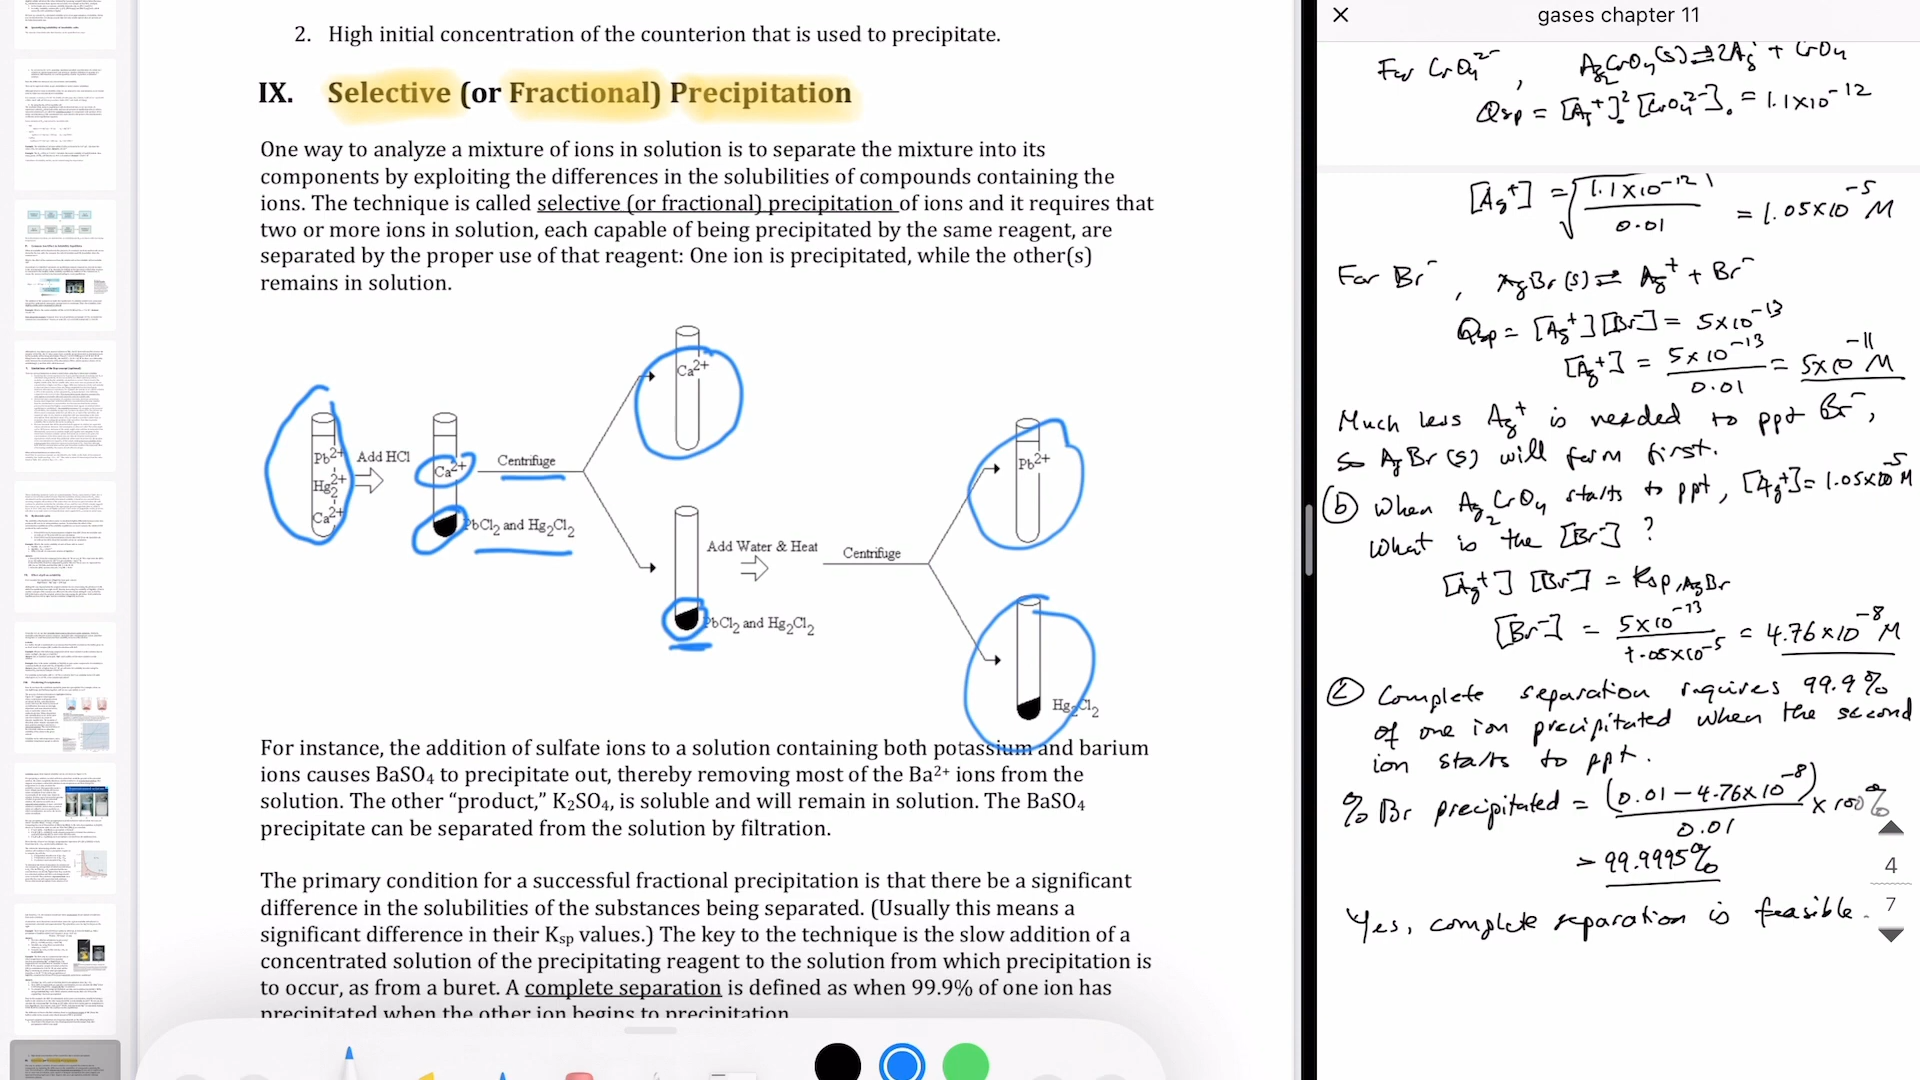 2. High initial concentration of the counterion that is used to precipitate.
IX. Selective (or Fractional) Precipitation
One way to analyze a mixture of ions in solution is to separate the mixture into its
components by exploiting the differences in the solubilities of compounds containing the
ions. The technique is called selective (or fractional) precipitation of ions and it requires that
two or more ions in solution, each capable of being precipitated by the same reagent, are
separated by the proper use of that reagent: One ion is precipitated, while the other(s)
remains in solution.
Ca²⁺
Pb²⁺
Hg₂²⁺
Ca²⁺
Add HCl
Ca²⁺
PbCl₂ and Hg₂Cl₂
Centrifuge
PbCl₂ and Hg₂Cl₂
Add Water & Heat
Centrifuge
Pb²⁺
Hg₂Cl₂
For instance, the addition of sulfate ions to a solution containing both potassium and barium
ions causes BaSO₄ to precipitate out, thereby removing most of the Ba²⁺ ions from the
solution. The other “product,” K₂SO₄, is soluble and will remain in solution. The BaSO₄
precipitate can be separated from the solution by filtration.
The primary condition for a successful fractional precipitation is that there be a significant
difference in the solubilities of the substances being separated. (Usually this means a
significant difference in their Kₛₚ values.) The key to the technique is the slow addition of a
concentrated solution of the precipitating reagent to the solution from which precipitation is
to occur, as from a buret. A complete separation is defined as when 99.9% of one ion has
precipitated when the other ion begins to precipitation
gases chapter 11
For CrO₄²⁻, Ag₂CrO₄(s) ⇌ 2Ag⁺ + CrO₄
Qsp = [Ag⁺]₀² [CrO₄²⁻]₀ = 1.1×10⁻¹²
[Ag⁺] = √(1.1×10⁻¹² / 0.01) = 1.05×10⁻⁵ M
For Br⁻, AgBr(s) ⇌ Ag⁺ + Br⁻
Qsp = [Ag⁺][Br⁻] = 5×10⁻¹³
[Ag⁺] = 5×10⁻¹³ / 0.01 = 5×10⁻¹¹ M
Much less Ag⁺ is needed to ppt Br⁻,
so AgBr(s) will form first.
(b) When Ag₂CrO₄ starts to ppt, [Ag⁺] = 1.05×10⁻⁵ M
What is the [Br⁻] ?
[Ag⁺] [Br⁻] = Ksp, AgBr
[Br⁻] = 5×10⁻¹³ / 1.05×10⁻⁵ = 4.76×10⁻⁸ M
(c) Complete separation requires 99.9%
of one ion precipitated when the second
ion starts to ppt.
% Br precipitated = (0.01 − 4.76×10⁻⁸) / 0.01 × 100%
= 99.9995%
Yes, complete separation is feasible.
4
7